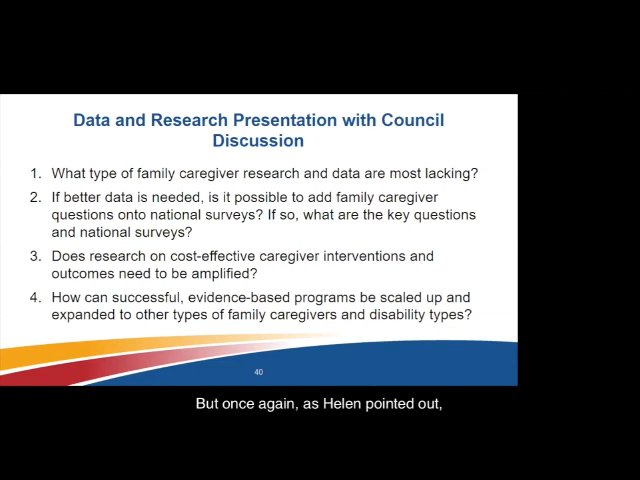 Data and Research Presentation with Council
Discussion
1. What type of family caregiver research and data are most lacking?
2. If better data is needed, is it possible to add family caregiver
questions onto national surveys? If so, what are the key questions
and national surveys?
3. Does research on cost-effective caregiver interventions and
outcomes need to be amplified?
4. How can successful, evidence-based programs be scaled up and
expanded to other types of family caregivers and disability types?
40
But once again, as Helen pointed out,